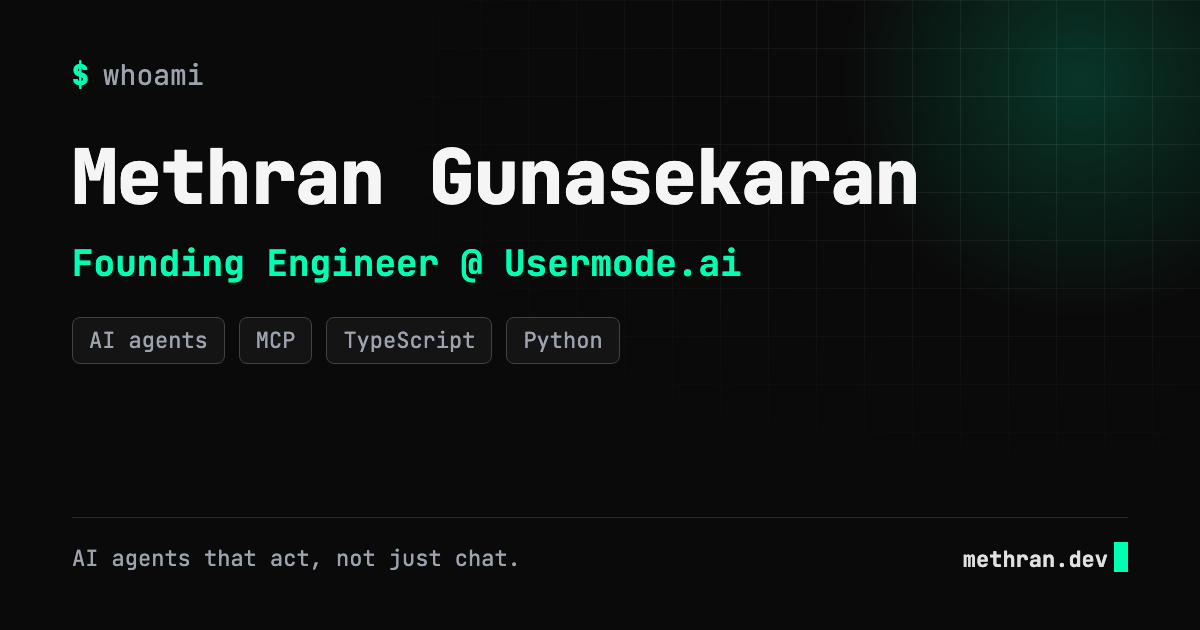 $ whoami
Methran Gunasekaran
Founding Engineer @ Usermode.ai
AI agents MCP TypeScript Python
AI agents that act, not just chat.
methran.dev